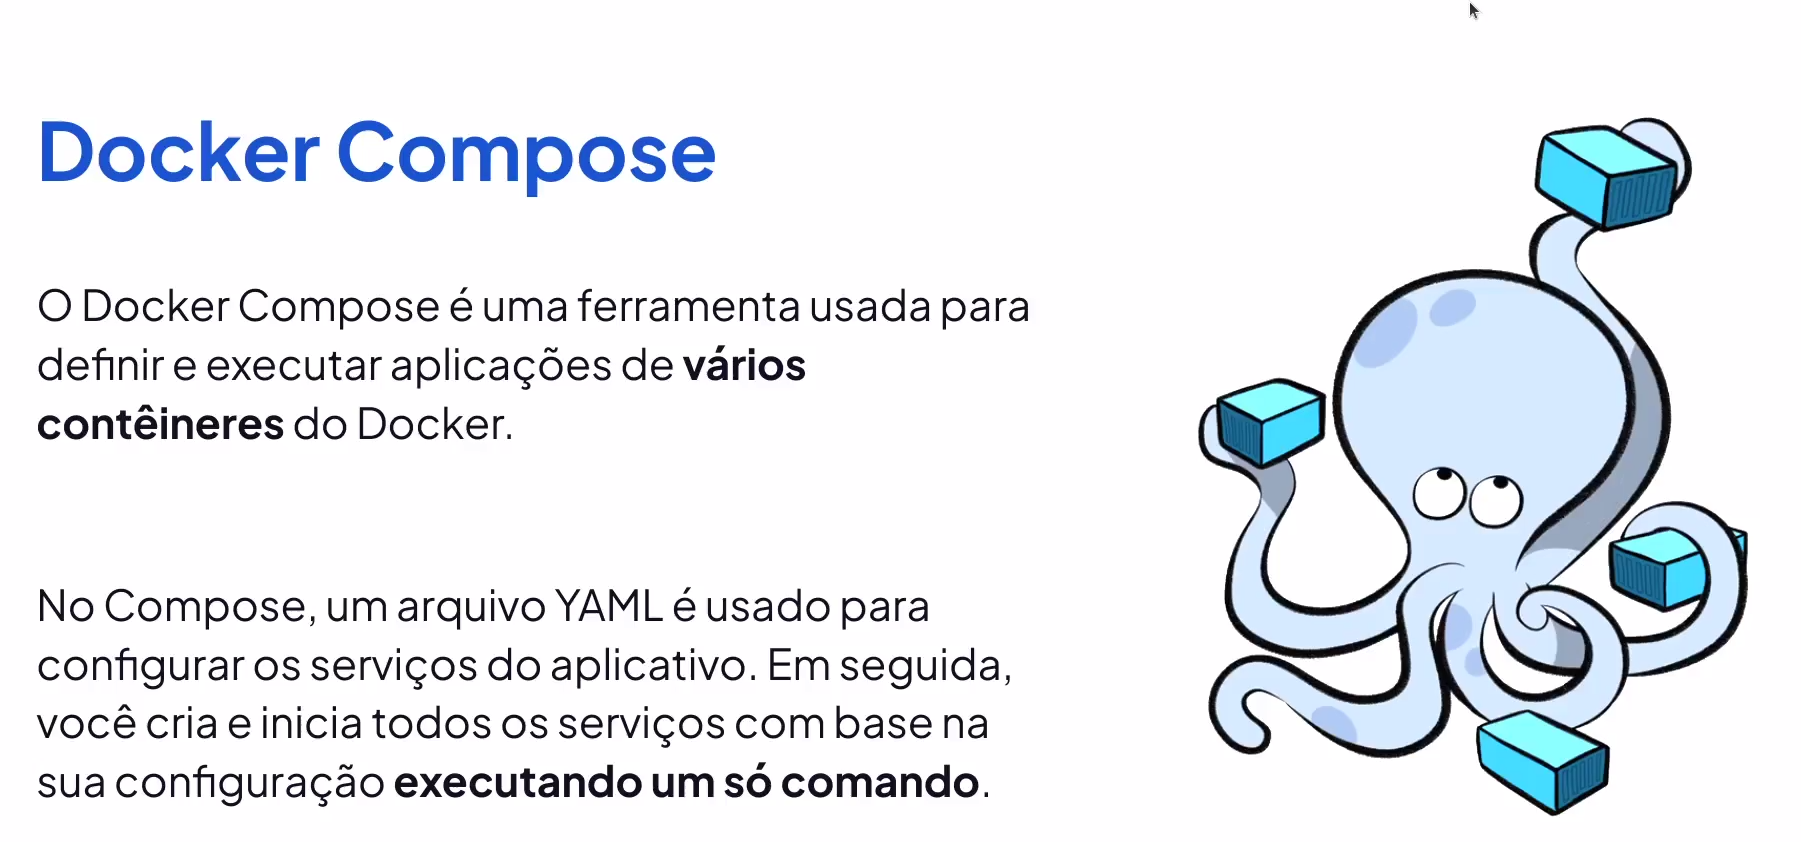 Docker Compose
O Docker Compose é uma ferramenta usada para
definir e executar aplicações de vários
contêineres do Docker.
No Compose, um arquivo YAML é usado para
configurar os serviços do aplicativo. Em seguida,
você cria e inicia todos os serviços com base na
sua configuração executando um só comando.